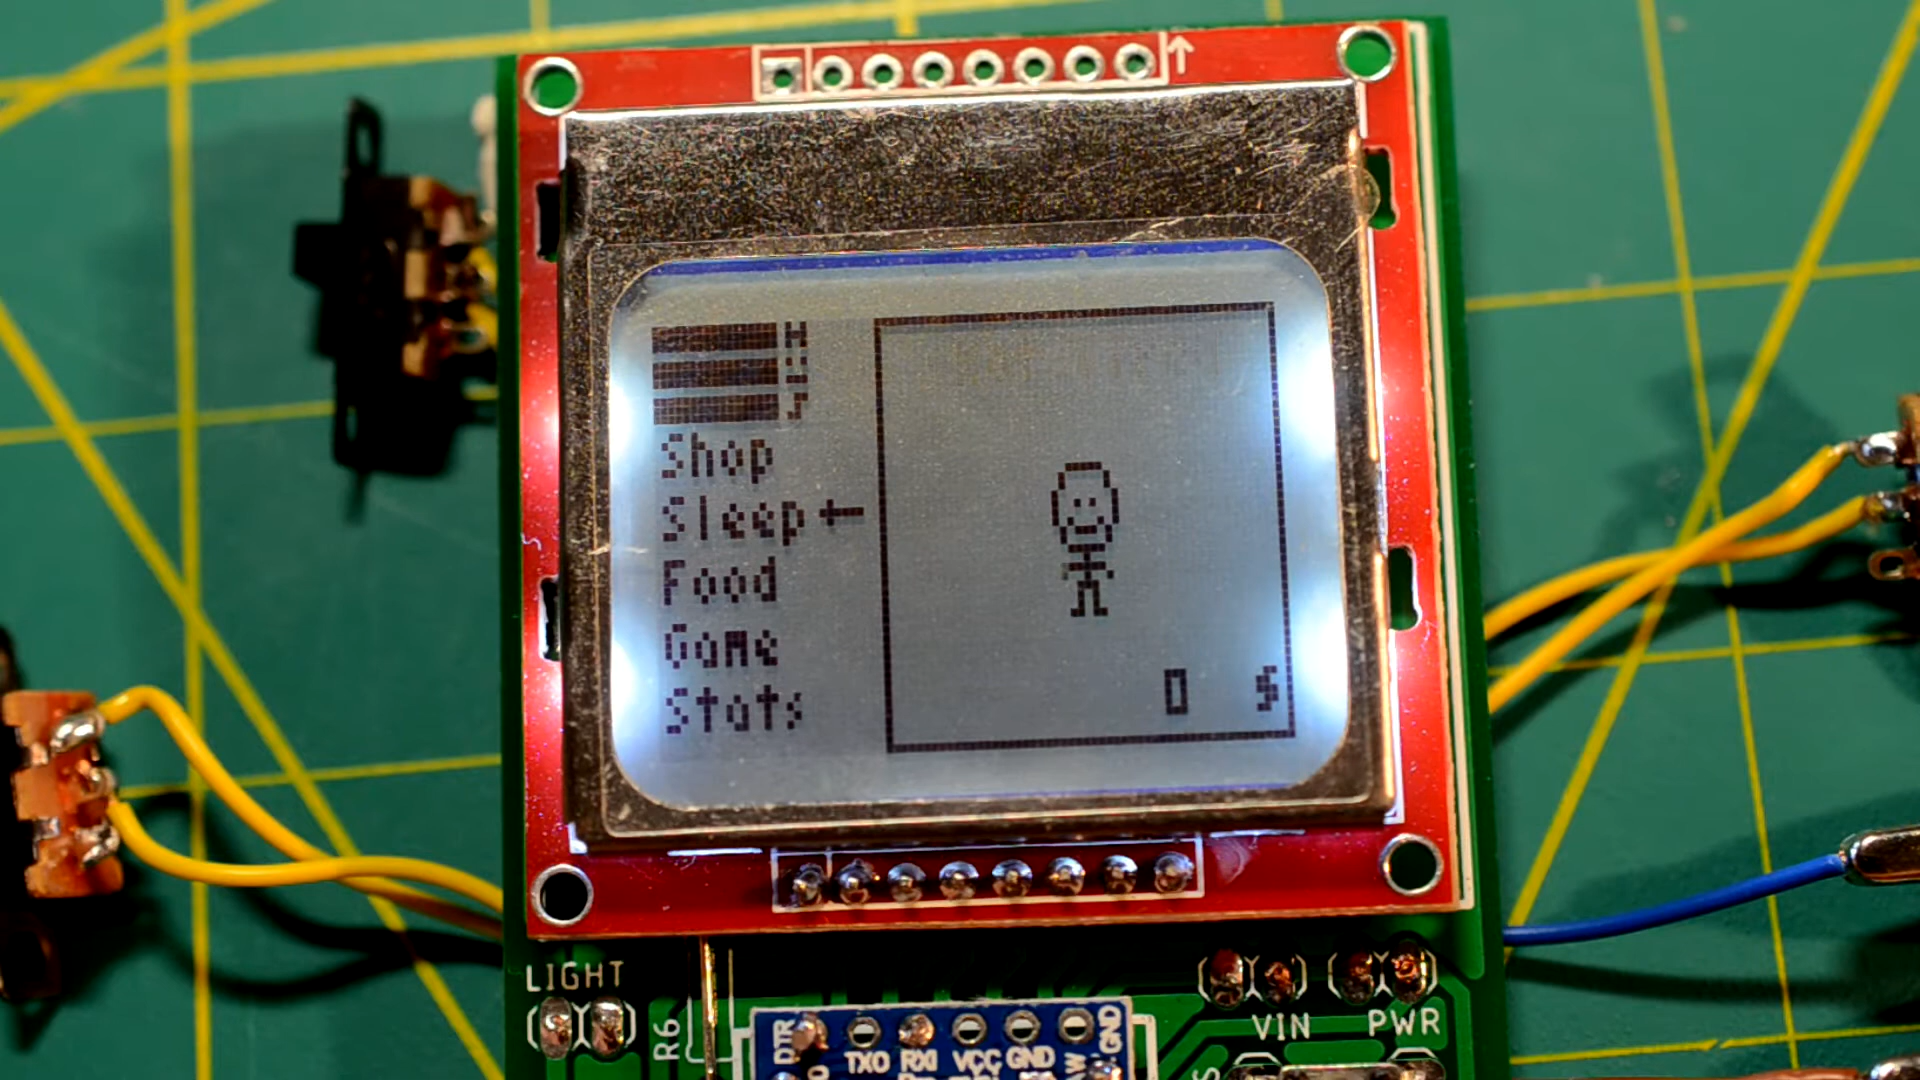 Shop
Sleep ←
Food
Game
Stats
0 $
LIGHT
R6
VIN PWR
DTR
TXO RXI VCC GND
GND